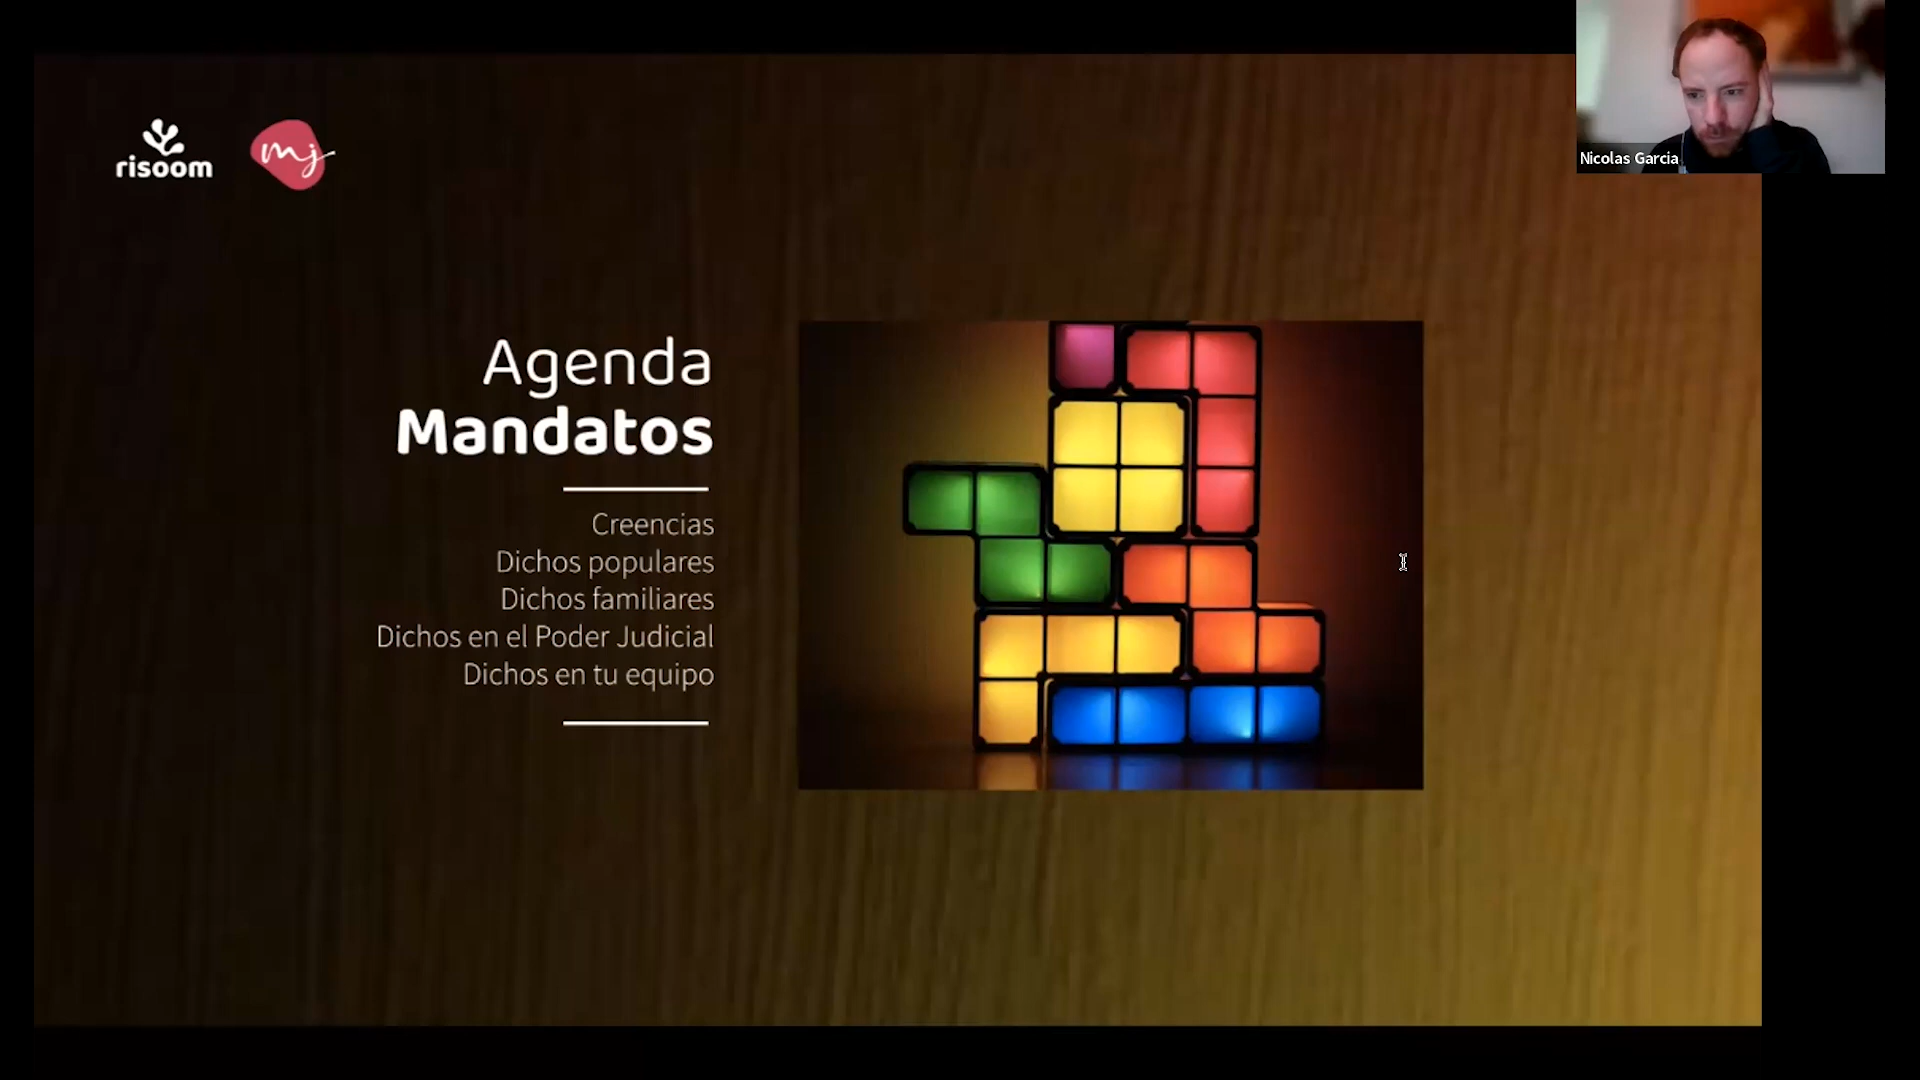 Nicolas Garcia
risoom
mj
Agenda
Mandatos
Creencias
Dichos populares
Dichos familiares
Dichos en el Poder Judicial
Dichos en tu equipo